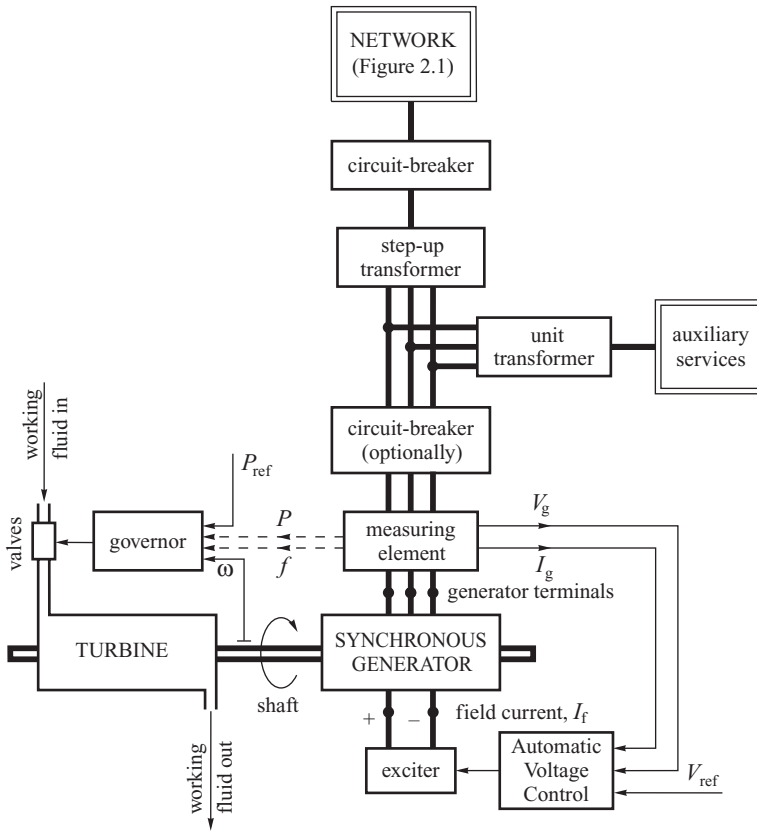 NETWORK
(Figure 2.1)
circuit-breaker
step-up
transformer
unit
transformer
auxiliary
services
working
fluid in
circuit-breaker
(optionally)
P_ref
valves
governor
P
f
ω
measuring
element
V_g
I_g
generator terminals
TURBINE
SYNCHRONOUS
GENERATOR
shaft
+
–
field current, I_f
working
fluid out
exciter
Automatic
Voltage
Control
V_ref